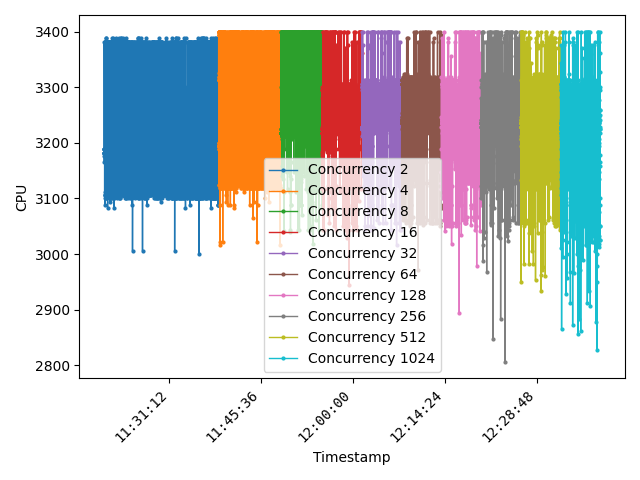 3400
3300
3200
3100
3000
2900
2800
CPU
Concurrency 2
Concurrency 4
Concurrency 8
Concurrency 16
Concurrency 32
Concurrency 64
Concurrency 128
Concurrency 256
Concurrency 512
Concurrency 1024
11:31:12
11:45:36
12:00:00
12:14:24
12:28:48
Timestamp